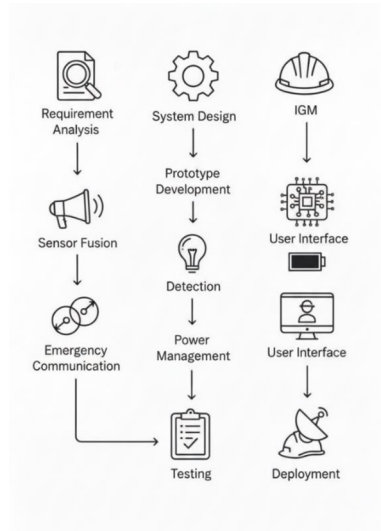 Requirement
Analysis
System Design
IGM
Prototype
Development
Sensor Fusion
User Interface
Detection
Emergency
Communication
Power
Management
User Interface
Testing
Deployment